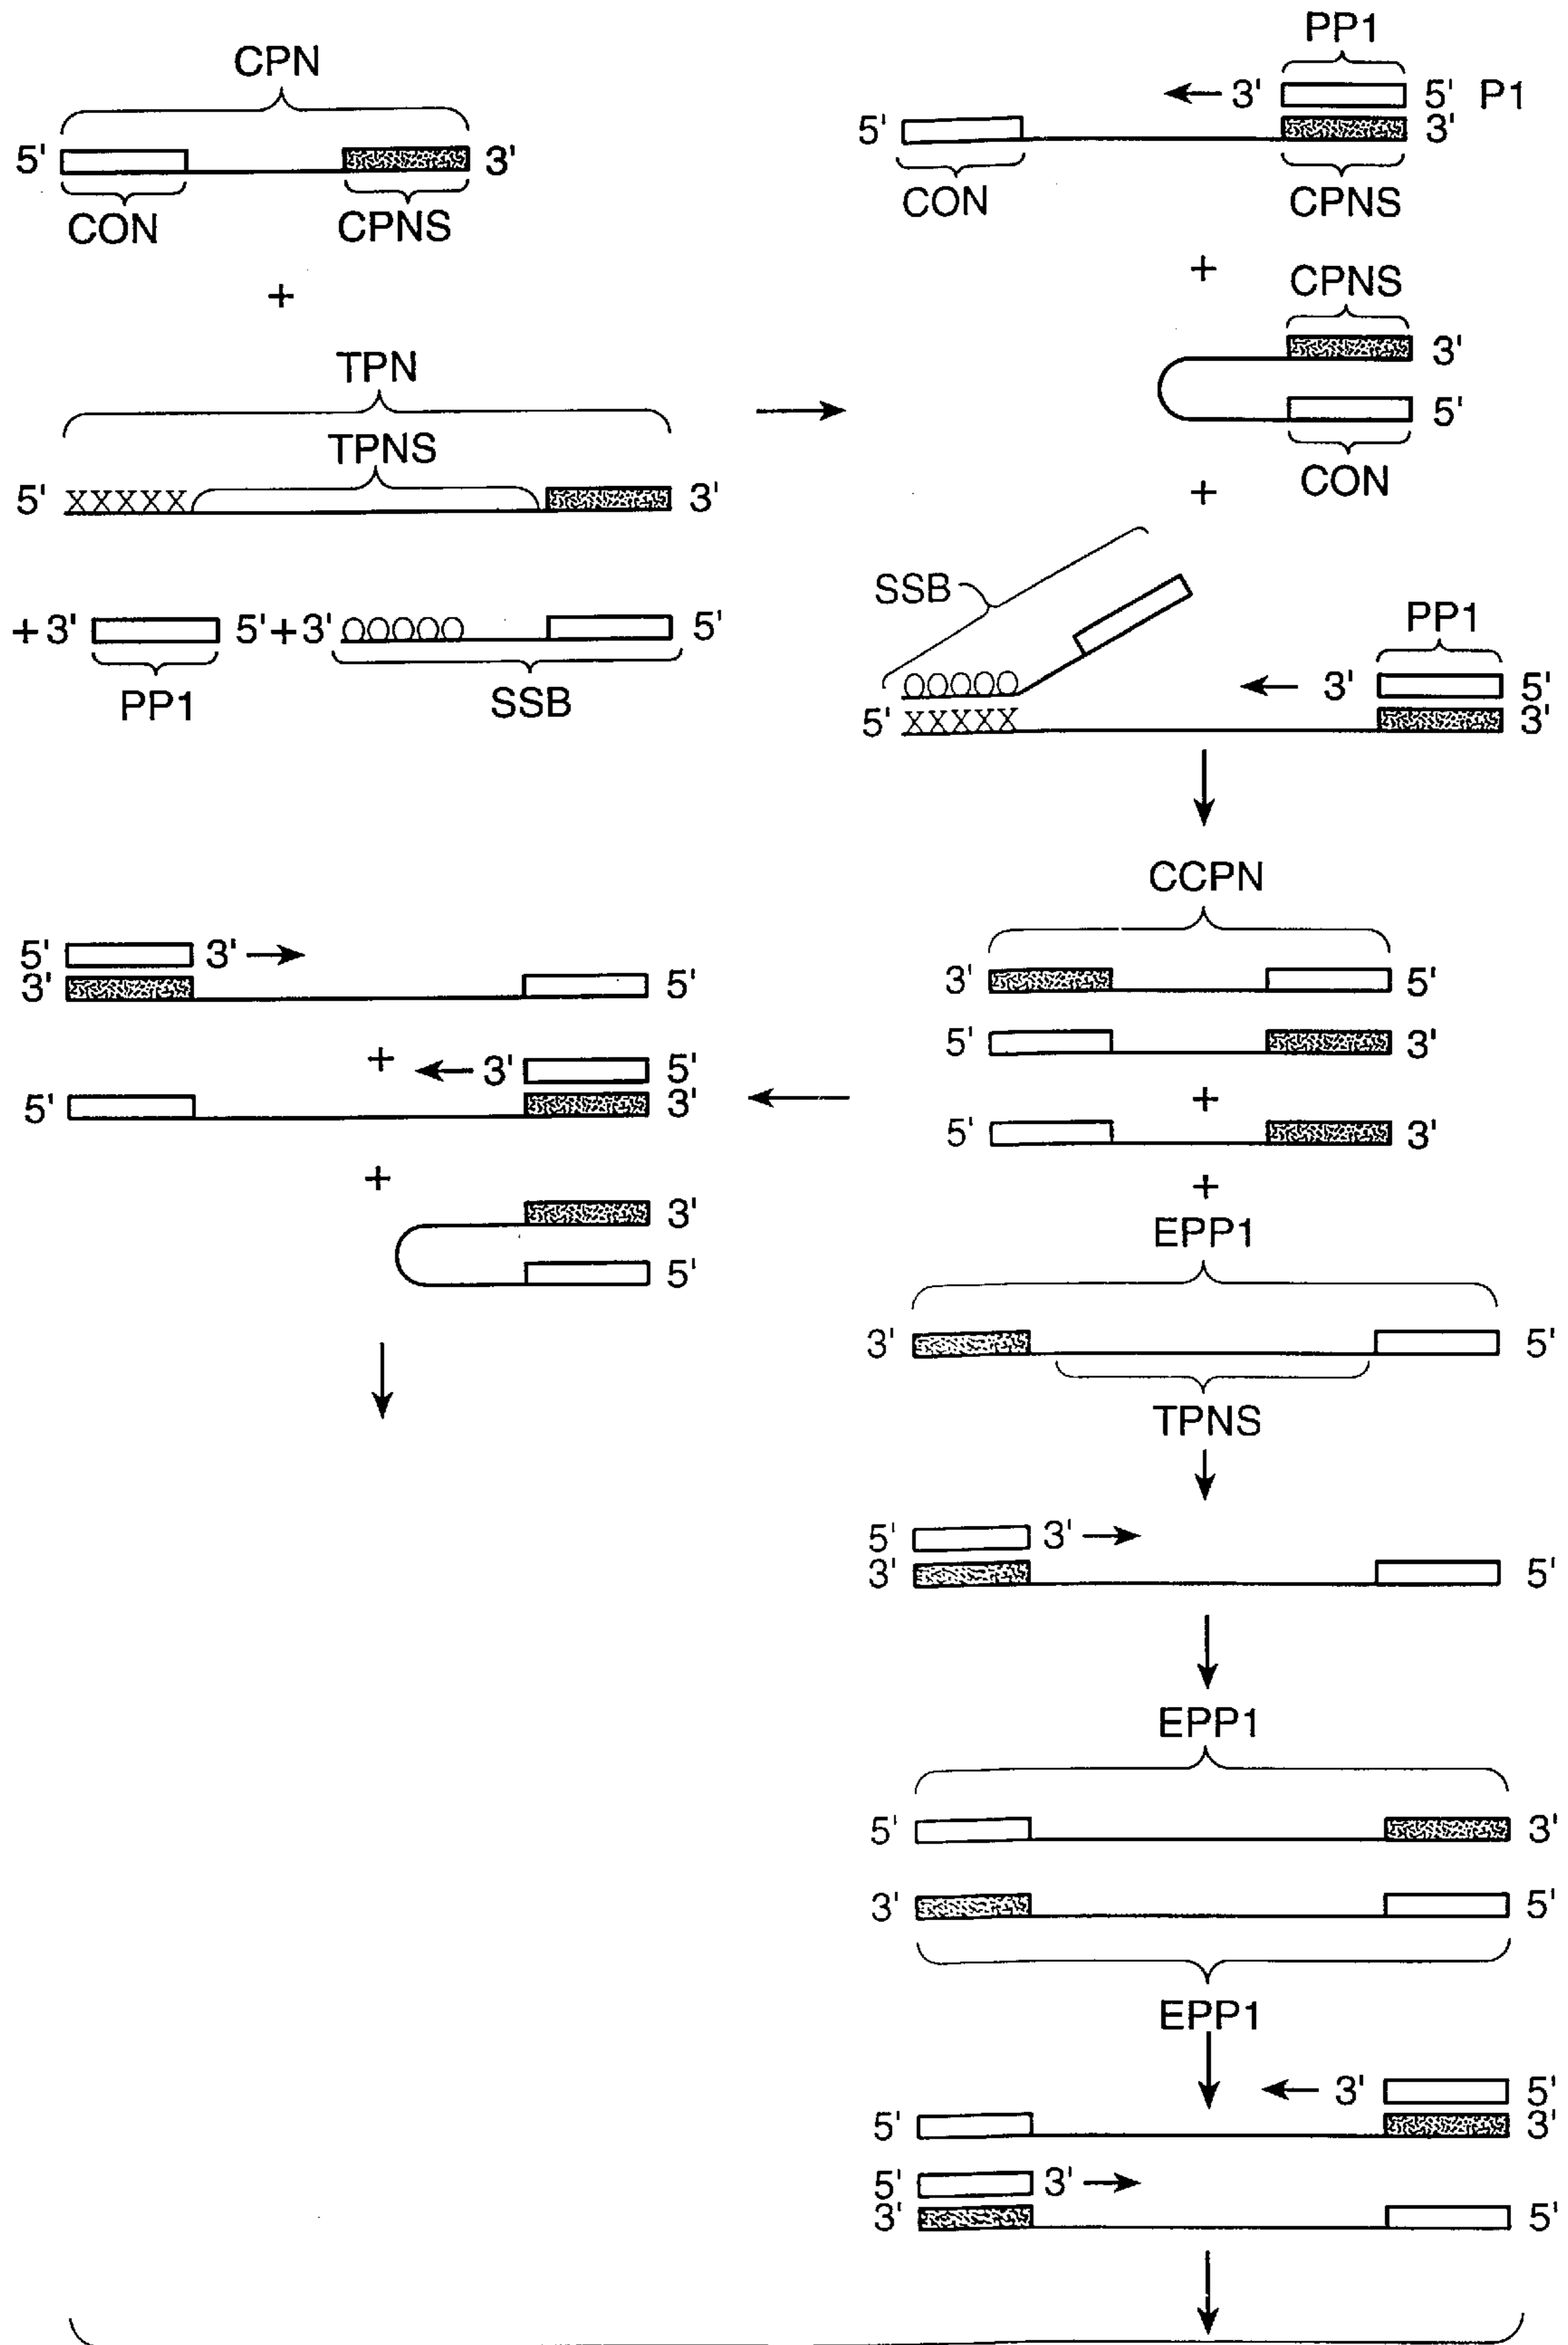 CPN
5' 3'
CON CPNS
+
TPN
TPNS
5' XXXXX 3'
+3' 5'+3' OOOOO 5'
PP1 SSB
PP1
3' 5' P1
5' 3'
CON CPNS
+
CPNS
3'
5'
CON
+
SSB
PP1
OOOOO 3' 5'
5' XXXXX 3'
CCPN
3' 5'
5' 3'
+
5' 3'
+
EPP1
3' 5'
TPNS
5' 3'
3' 5'
+ 3' 5'
5' 3'
+
3'
5'
5' 3'
3' 5'
EPP1
5' 3'
3' 5'
EPP1
3' 5'
5' 3'
5' 3'
3' 5'